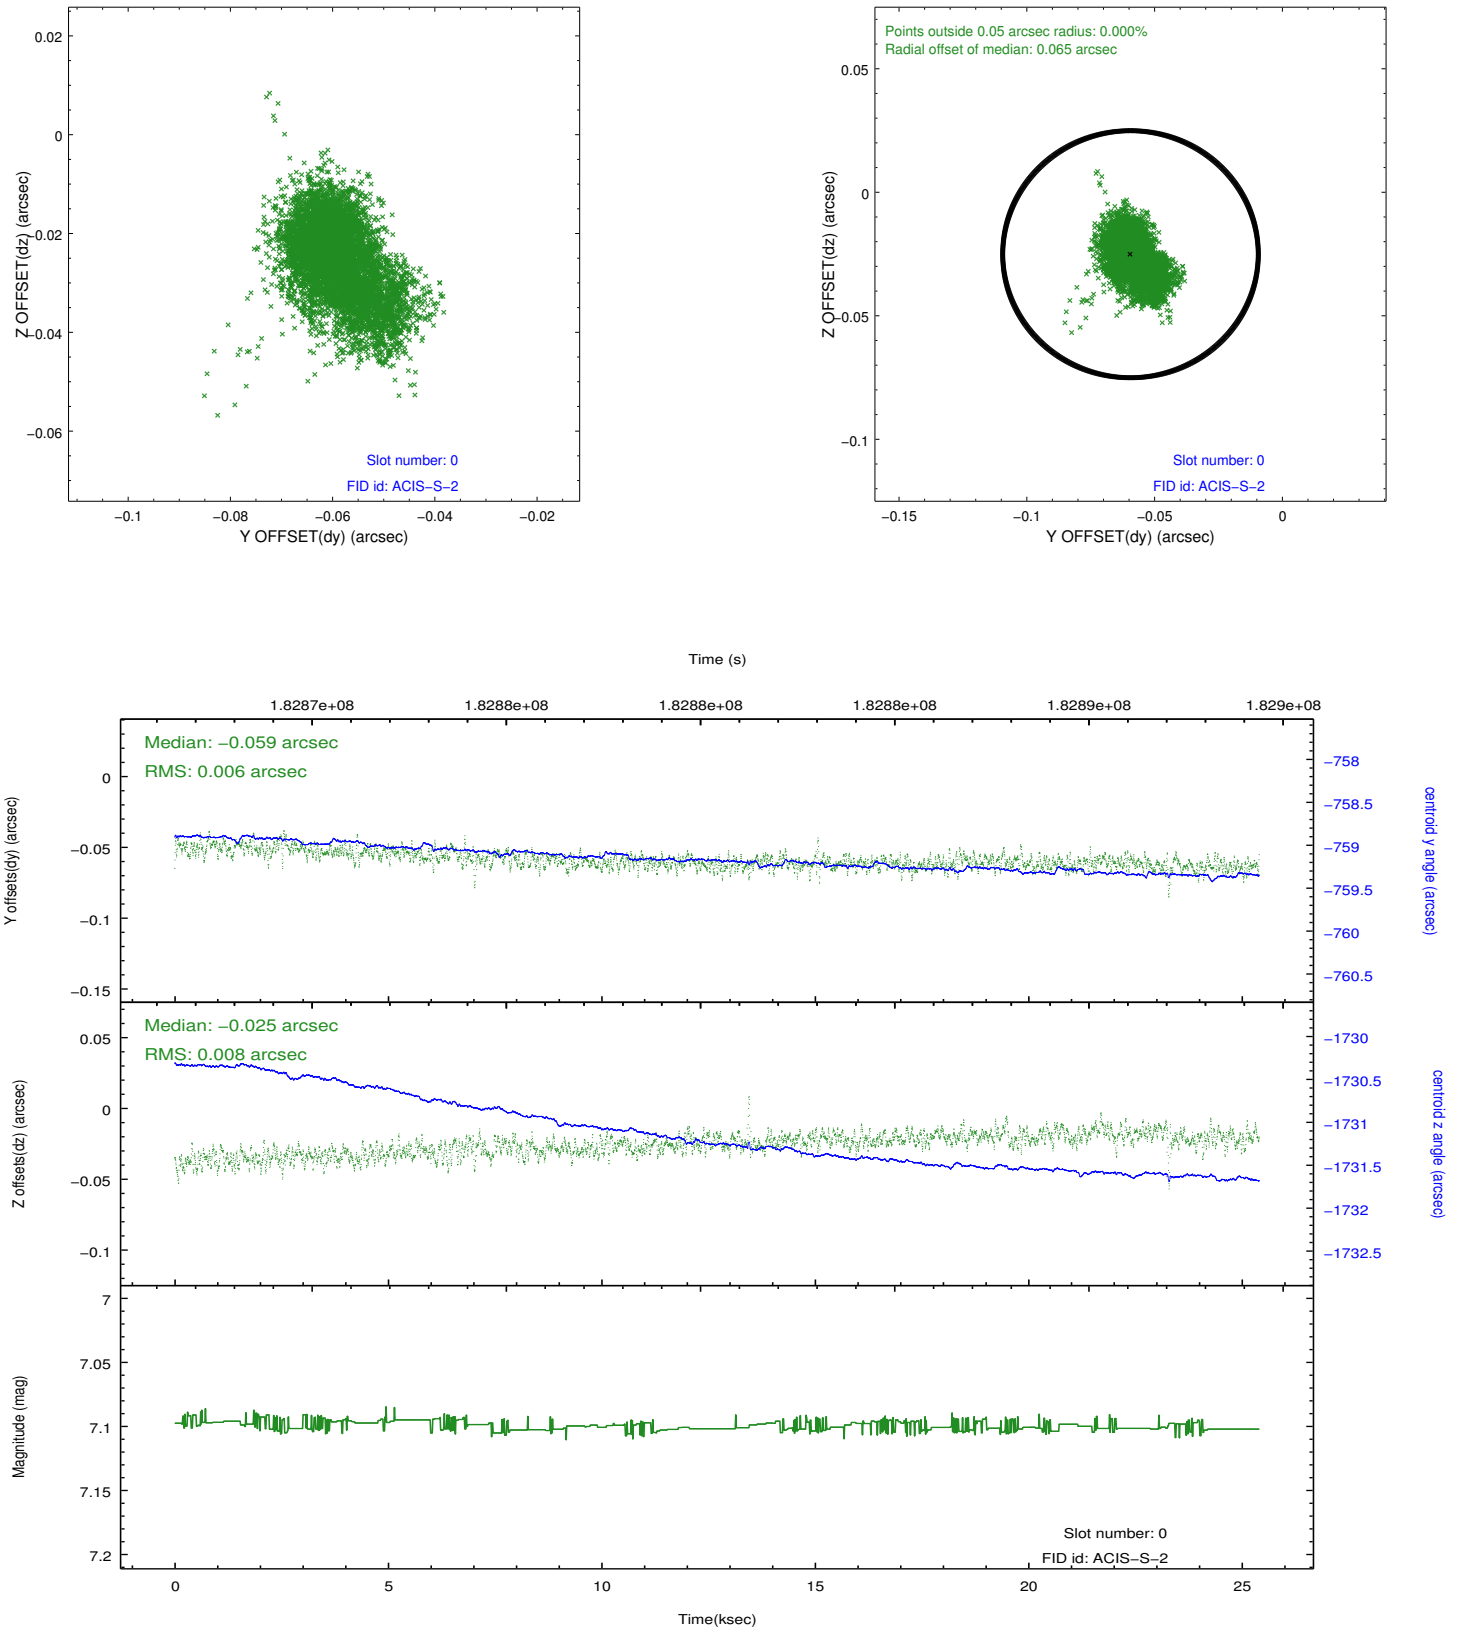 0.02
0
−0.02
−0.04
−0.06
Z OFFSET(dz) (arcsec)
Slot number: 0
FID id: ACIS−S−2
−0.1
−0.08
−0.06
−0.04
−0.02
Y OFFSET(dy) (arcsec)
Points outside 0.05 arcsec radius: 0.000%
Radial offset of median: 0.065 arcsec
0.05
0
−0.05
−0.1
Z OFFSET(dz) (arcsec)
Slot number: 0
FID id: ACIS−S−2
−0.15
−0.1
−0.05
0
Y OFFSET(dy) (arcsec)
Time (s)
1.8287e+08
1.8288e+08
1.8288e+08
1.8288e+08
1.8289e+08
1.829e+08
Median: −0.059 arcsec
RMS: 0.006 arcsec
0
−0.05
−0.1
−0.15
Y offsets(dy) (arcsec)
−758
−758.5
−759
−759.5
−760
−760.5
centroid y angle (arcsec)
Median: −0.025 arcsec
RMS: 0.008 arcsec
0.05
0
−0.05
−0.1
Z offsets(dz) (arcsec)
−1730
−1730.5
−1731
−1731.5
−1732
−1732.5
centroid z angle (arcsec)
7
7.05
7.1
7.15
7.2
Magnitude (mag)
Slot number: 0
FID id: ACIS−S−2
0
5
10
15
20
25
Time(ksec)